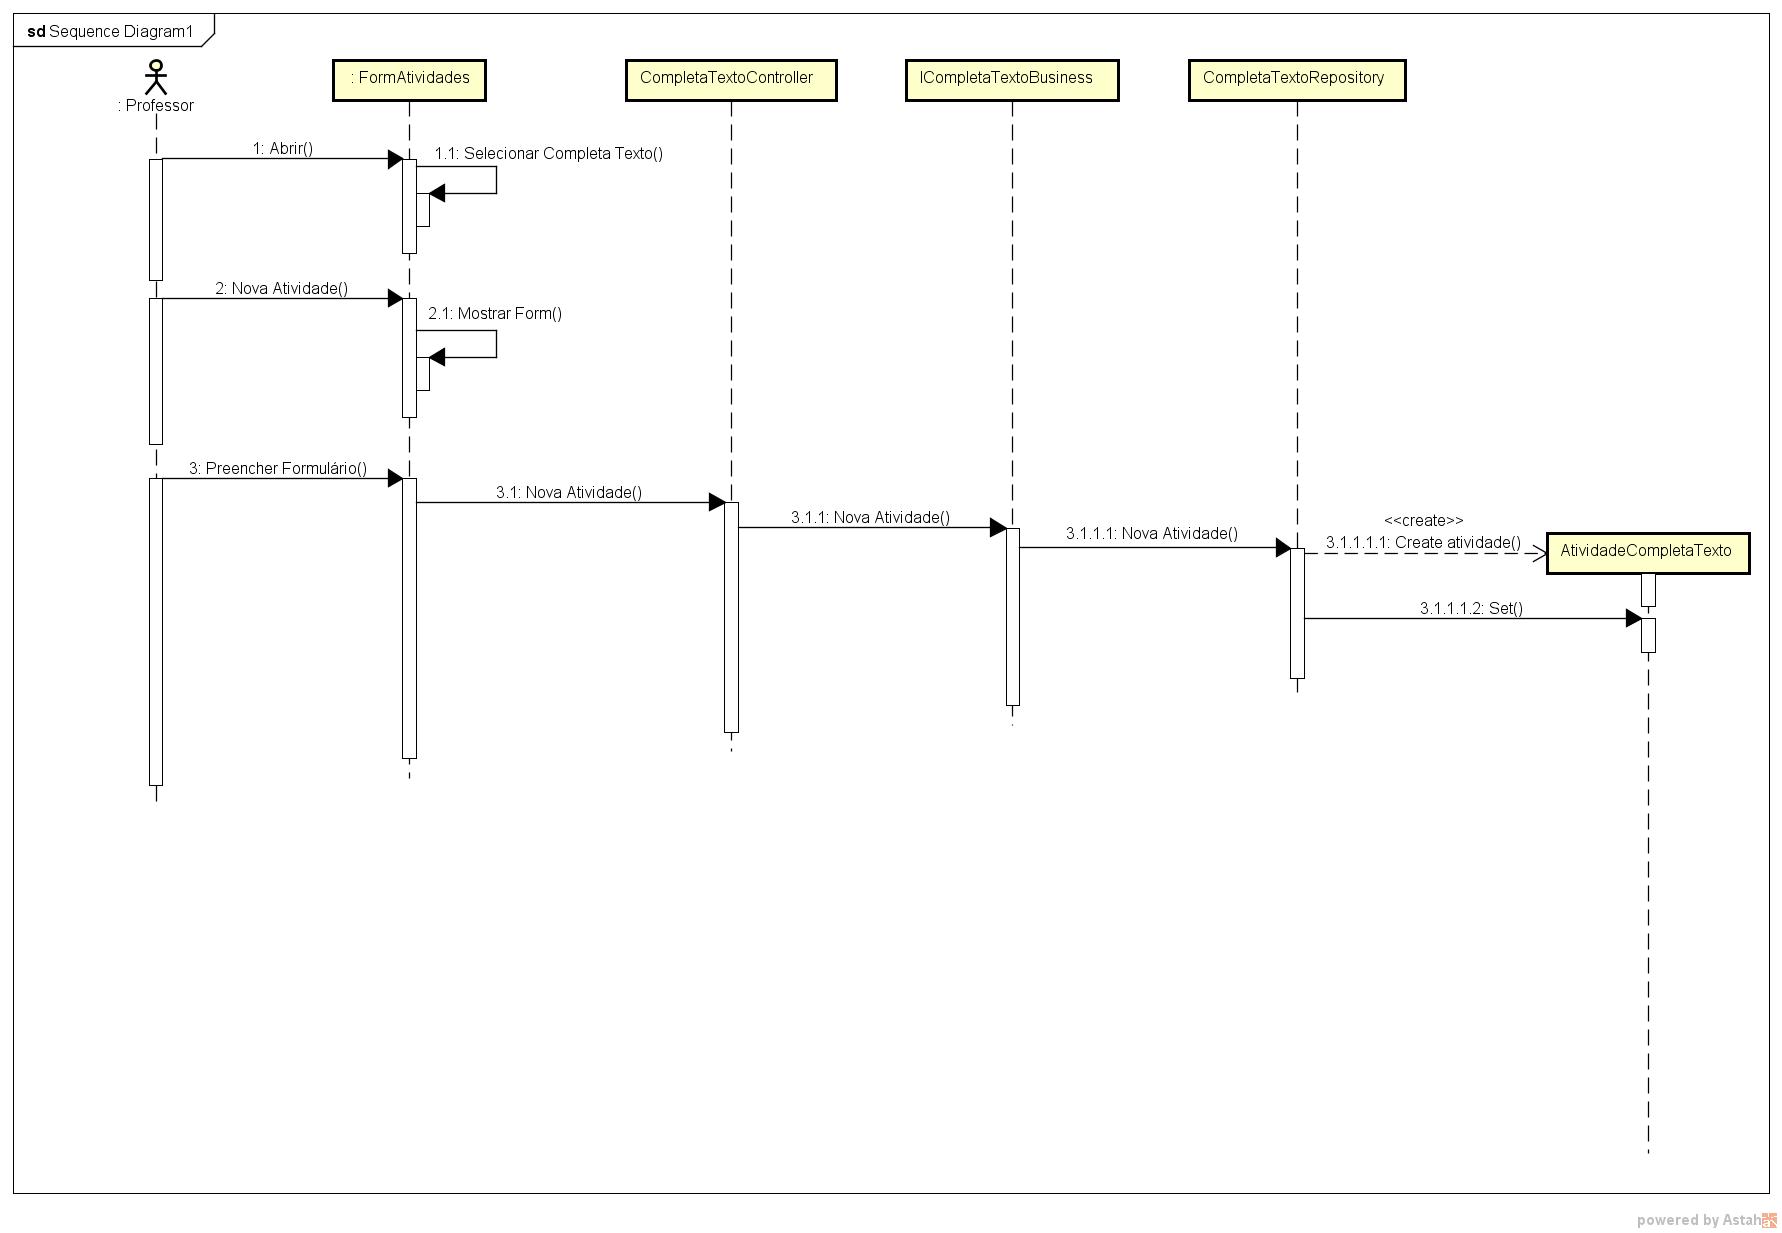 sd Sequence Diagram1
: Professor
: FormAtividades
CompletaTextoController
ICompletaTextoBusiness
CompletaTextoRepository
1: Abrir()
1.1: Selecionar Completa Texto()
2: Nova Atividade()
2.1: Mostrar Form()
3: Preencher Formulário()
3.1: Nova Atividade()
3.1.1: Nova Atividade()
3.1.1.1: Nova Atividade()
<<create>>
3.1.1.1.1: Create atividade()
AtividadeCompletaTexto
3.1.1.1.2: Set()
powered by Astah